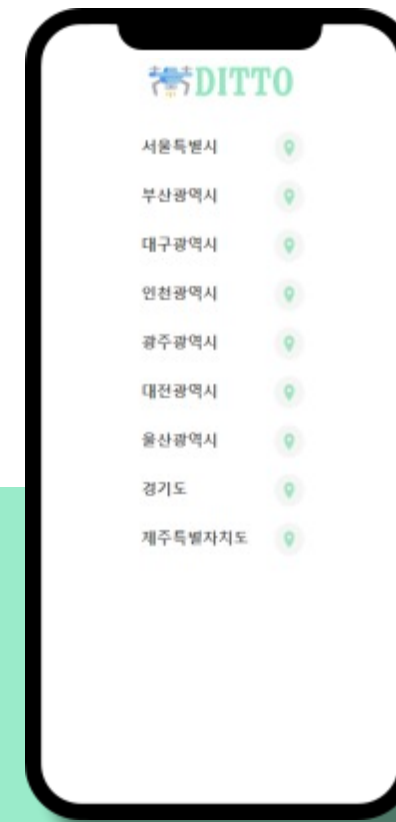 DITTO
서울특별시
부산광역시
대구광역시
인천광역시
광주광역시
대전광역시
울산광역시
경기도
제주특별자치도